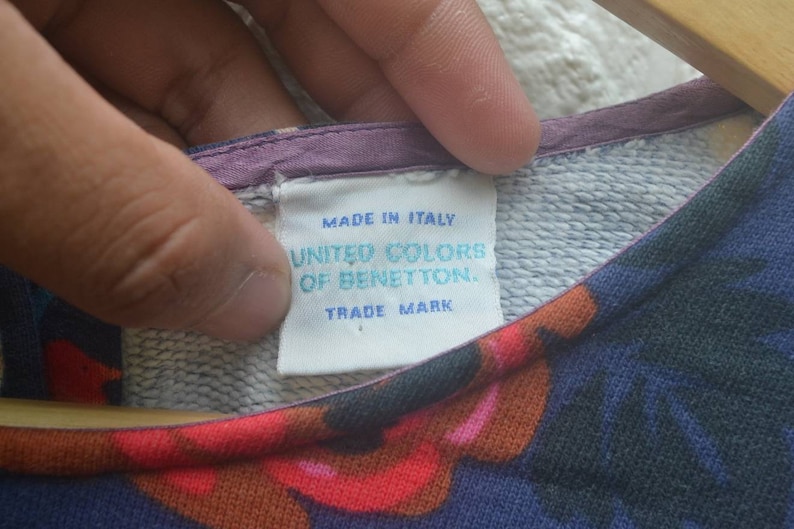 MADE IN ITALY
UNITED COLORS
OF BENETTON.
TRADE MARK